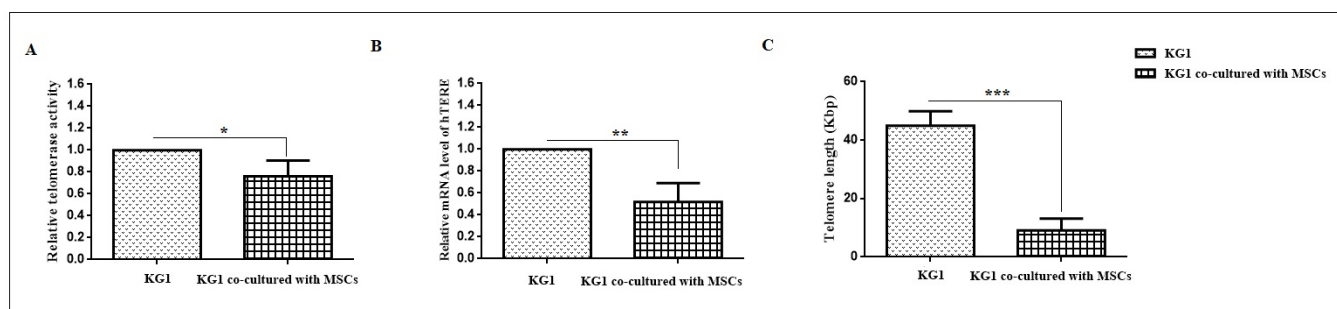 A
Relative telomerase activity
1.6
1.4
1.2
1.0
0.8
0.6
0.4
0.2
0.0
*
KG1
KG1 co-cultured with MSCs
B
Relative mRNA level of hTERE
1.6
1.4
1.2
1.0
0.8
0.6
0.4
0.2
0.0
**
KG1
KG1 co-cultured with MSCs
C
Telomere length (Kbp)
60
40
20
0
***
KG1
KG1 co-cultured with MSCs
KG1
KG1 co-cultured with MSCs